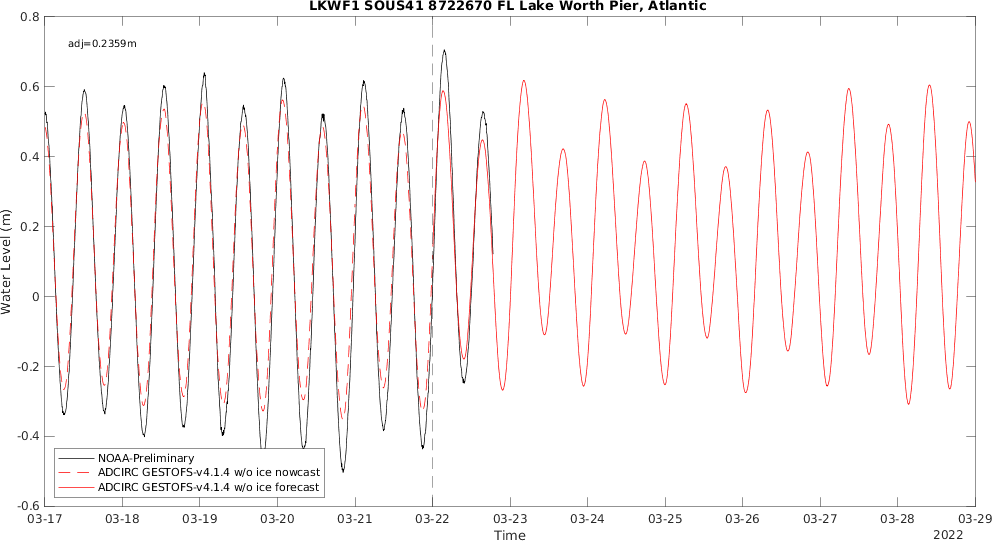 LKWF1 SOUS41 8722670 FL Lake Worth Pier, Atlantic
0.8
adj=0.2359m
0.6
0.4
0.2
0
-0.2
-0.4
-0.6
Water Level (m)
NOAA-Preliminary
ADCIRC GESTOFS-v4.1.4 w/o ice nowcast
ADCIRC GESTOFS-v4.1.4 w/o ice forecast
03-17 03-18 03-19 03-20 03-21 03-22 03-23 03-24 03-25 03-26 03-27 03-28 03-29
Time
2022